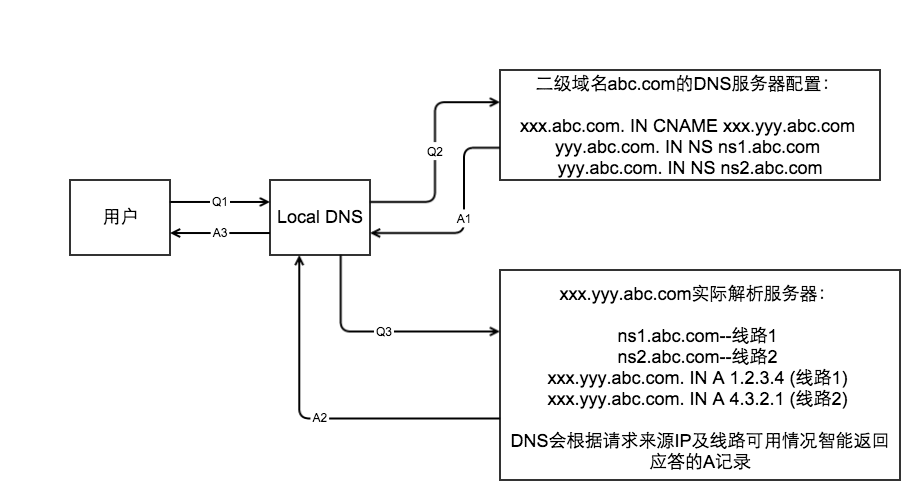 二级域名abc.com的DNS服务器配置：
xxx.abc.com. IN CNAME xxx.yyy.abc.com
yyy.abc.com. IN NS ns1.abc.com
yyy.abc.com. IN NS ns2.abc.com
Q2
A1
用户
Q1
A3
Local DNS
Q3
A2
xxx.yyy.abc.com实际解析服务器：
ns1.abc.com--线路1
ns2.abc.com--线路2
xxx.yyy.abc.com. IN A 1.2.3.4 (线路1)
xxx.yyy.abc.com. IN A 4.3.2.1 (线路2)
DNS会根据请求来源IP及线路可用情况智能返回
应答的A记录